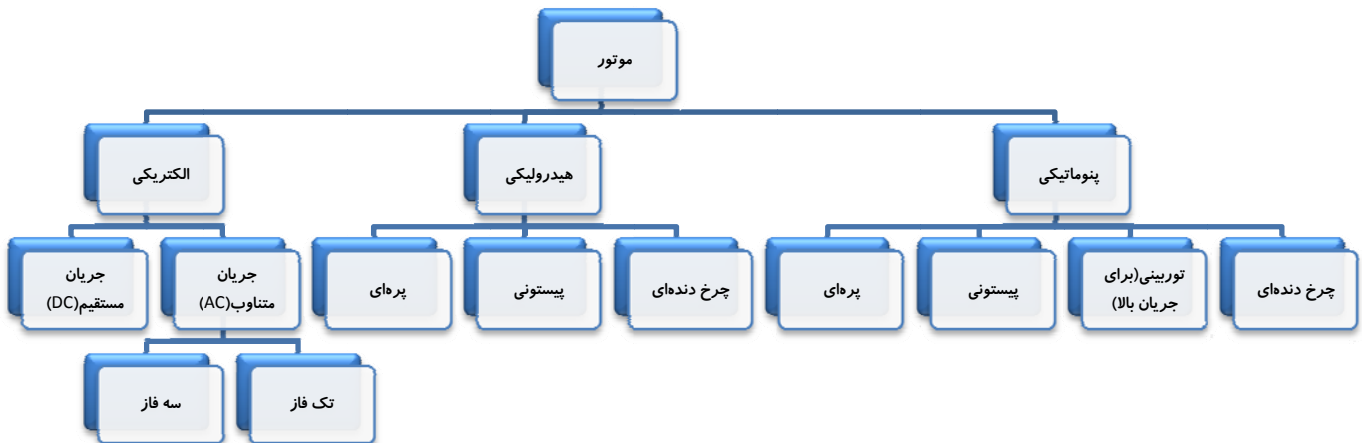 موتور
پنوماتیکی
هیدرولیکی
الکتریکی
چرخ دنده‌ای
توربینی(برای
جریان بالا)
پیستونی
پره‌ای
چرخ دنده‌ای
پیستونی
پره‌ای
جریان
متناوب(AC)
جریان
مستقیم(DC)
تک فاز
سه فاز